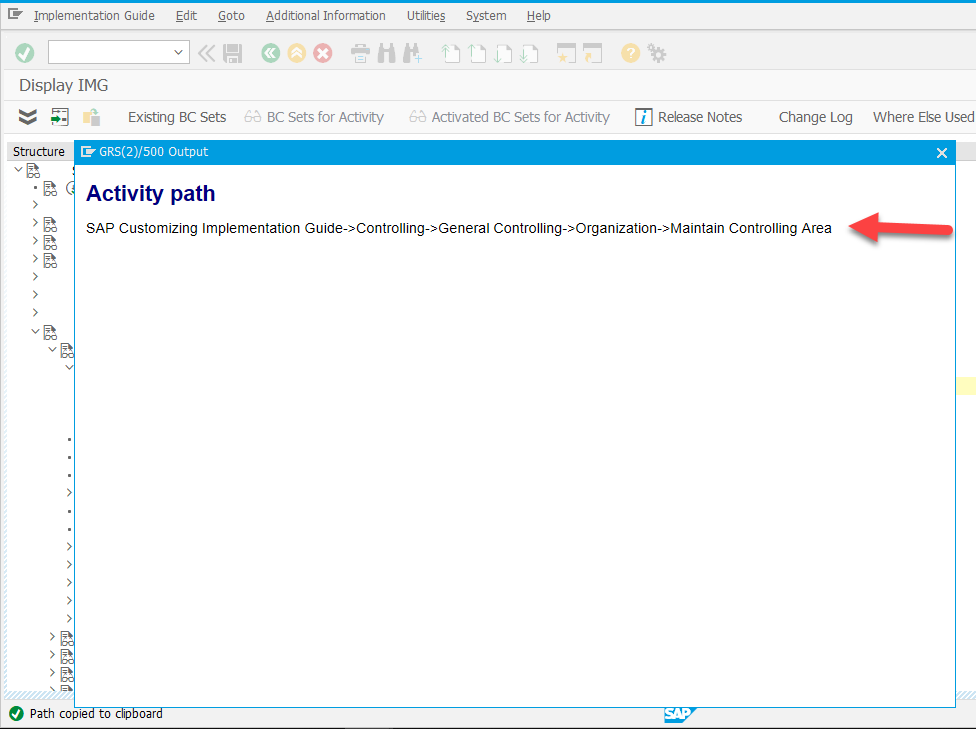 Implementation Guide Edit Goto Additional Information Utilities System Help
Display IMG
Existing BC Sets BC Sets for Activity Activated BC Sets for Activity i Release Notes Change Log Where Else Used
Structure
GRS(2)/500 Output
Activity path
SAP Customizing Implementation Guide->Controlling->General Controlling->Organization->Maintain Controlling Area
Path copied to clipboard
SAP